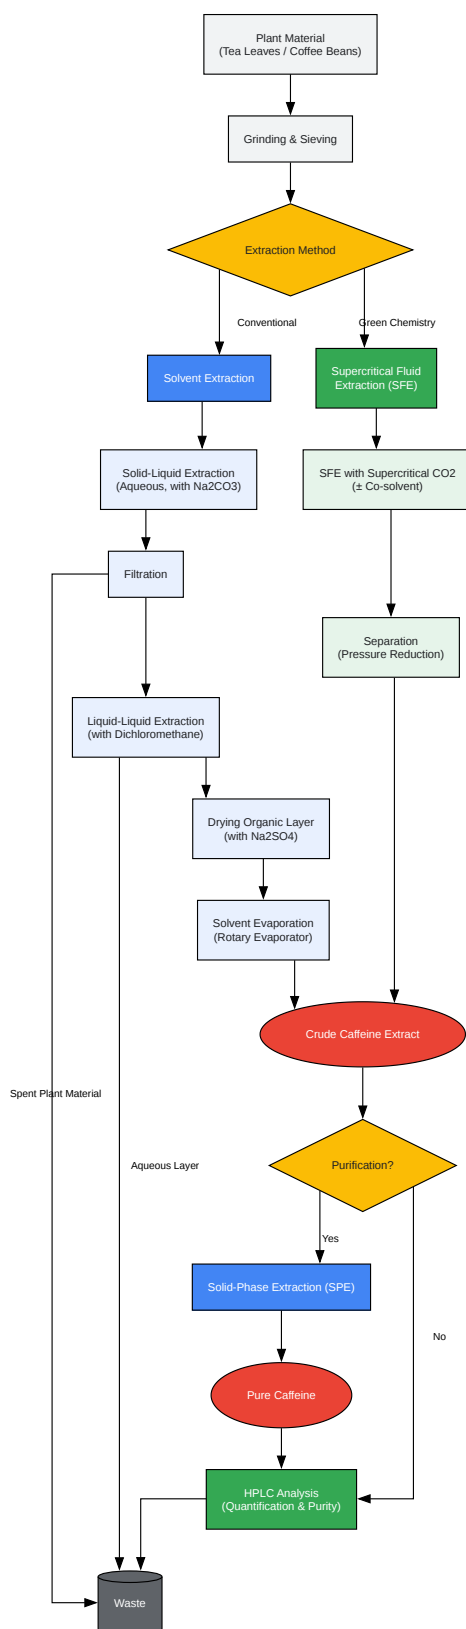 Plant Material
(Tea Leaves / Coffee Beans)
Grinding & Sieving
Extraction Method
Conventional
Green Chemistry
Solvent Extraction
Supercritical Fluid
Extraction (SFE)
Solid-Liquid Extraction
(Aqueous, with Na2CO3)
SFE with Supercritical CO2
(± Co-solvent)
Filtration
Separation
(Pressure Reduction)
Liquid-Liquid Extraction
(with Dichloromethane)
Drying Organic Layer
(with Na2SO4)
Solvent Evaporation
(Rotary Evaporator)
Crude Caffeine Extract
Spent Plant Material
Aqueous Layer
Purification?
Yes
Solid-Phase Extraction (SPE)
No
Pure Caffeine
HPLC Analysis
(Quantification & Purity)
Waste